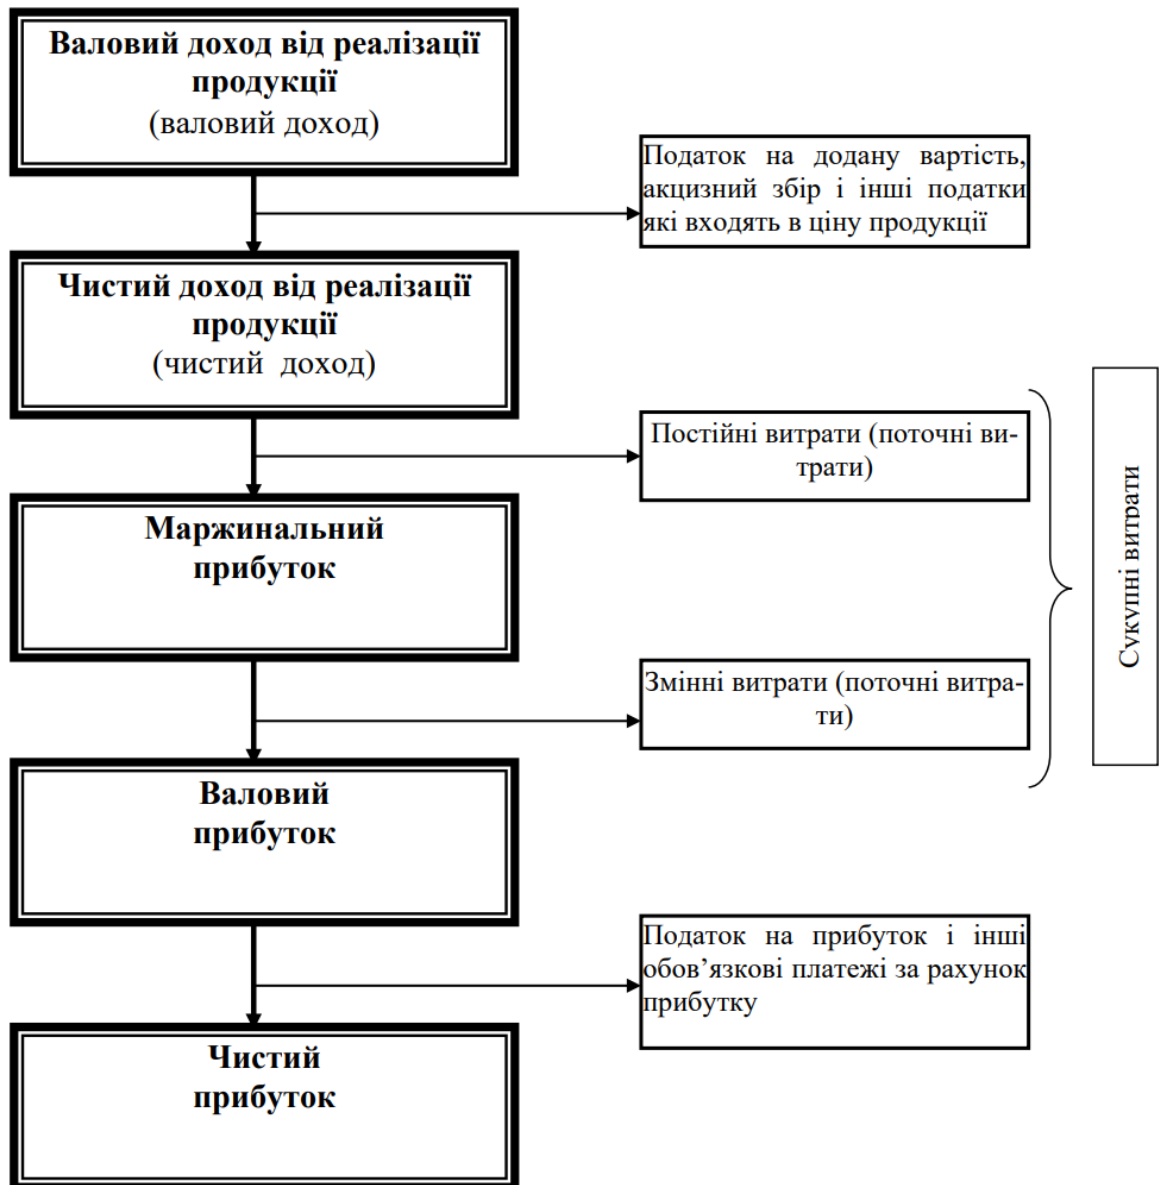 Валовий доход від реалізації
продукції
(валовий доход)
Податок на додану вартість,
акцизний збір і інші податки
які входять в ціну продукції
Чистий доход від реалізації
продукції
(чистий доход)
Постійні витрати (поточні ви-
трати)
Маржинальний
прибуток
Сукупні витрати
Змінні витрати (поточні витра-
ти)
Валовий
прибуток
Податок на прибуток і інші
обов’язкові платежі за рахунок
прибутку
Чистий
прибуток